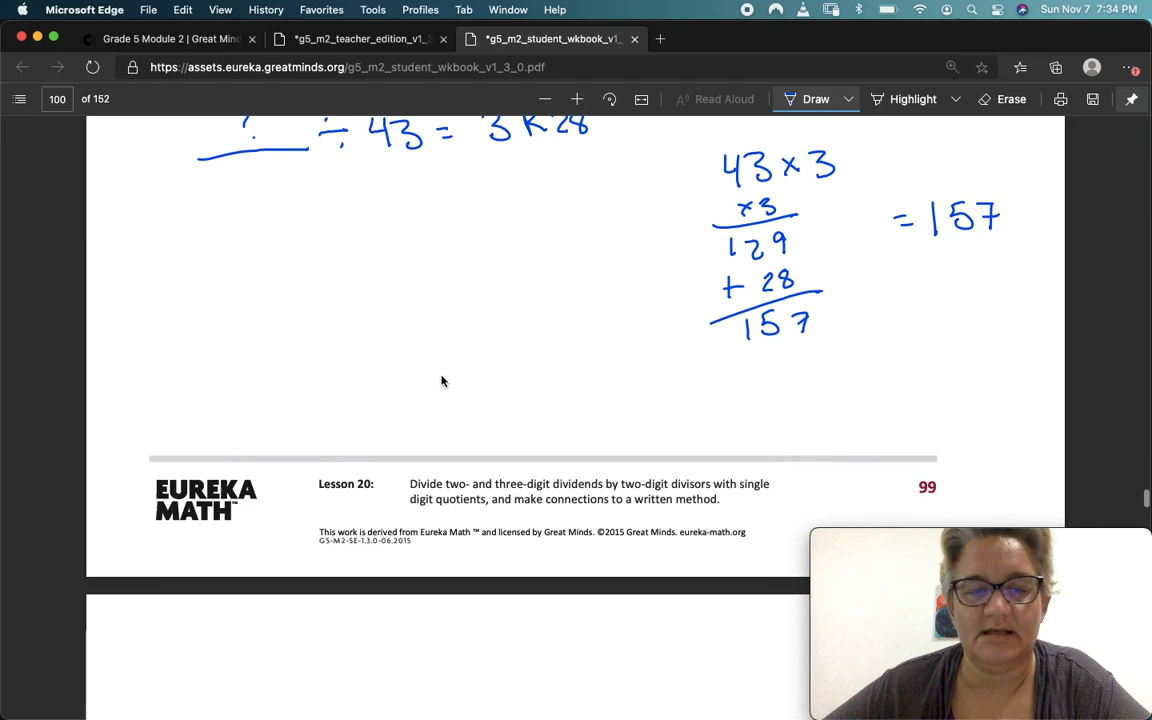 Microsoft Edge File Edit View History Favorites Tools Profiles Tab Window Help Sun Nov 7 7:34 PM
Grade 5 Module 2 | Great Mind
*g5_m2_teacher_edition_v1_3
*g5_m2_student_wkbook_v1_
https://assets.eureka.greatminds.org/g5_m2_student_wkbook_v1_3_0.pdf
100 of 152 Read Aloud Draw Highlight Erase
? ÷ 43 = 3 R 28
43 x 3
x 3
129
+ 28
157
= 157
EUREKA
MATH™
Lesson 20: Divide two- and three-digit dividends by two-digit divisors with single
digit quotients, and make connections to a written method.
99
This work is derived from Eureka Math ™ and licensed by Great Minds. ©2015 Great Minds. eureka-math.org
G5-M2-SE-1.3.0-06.2015